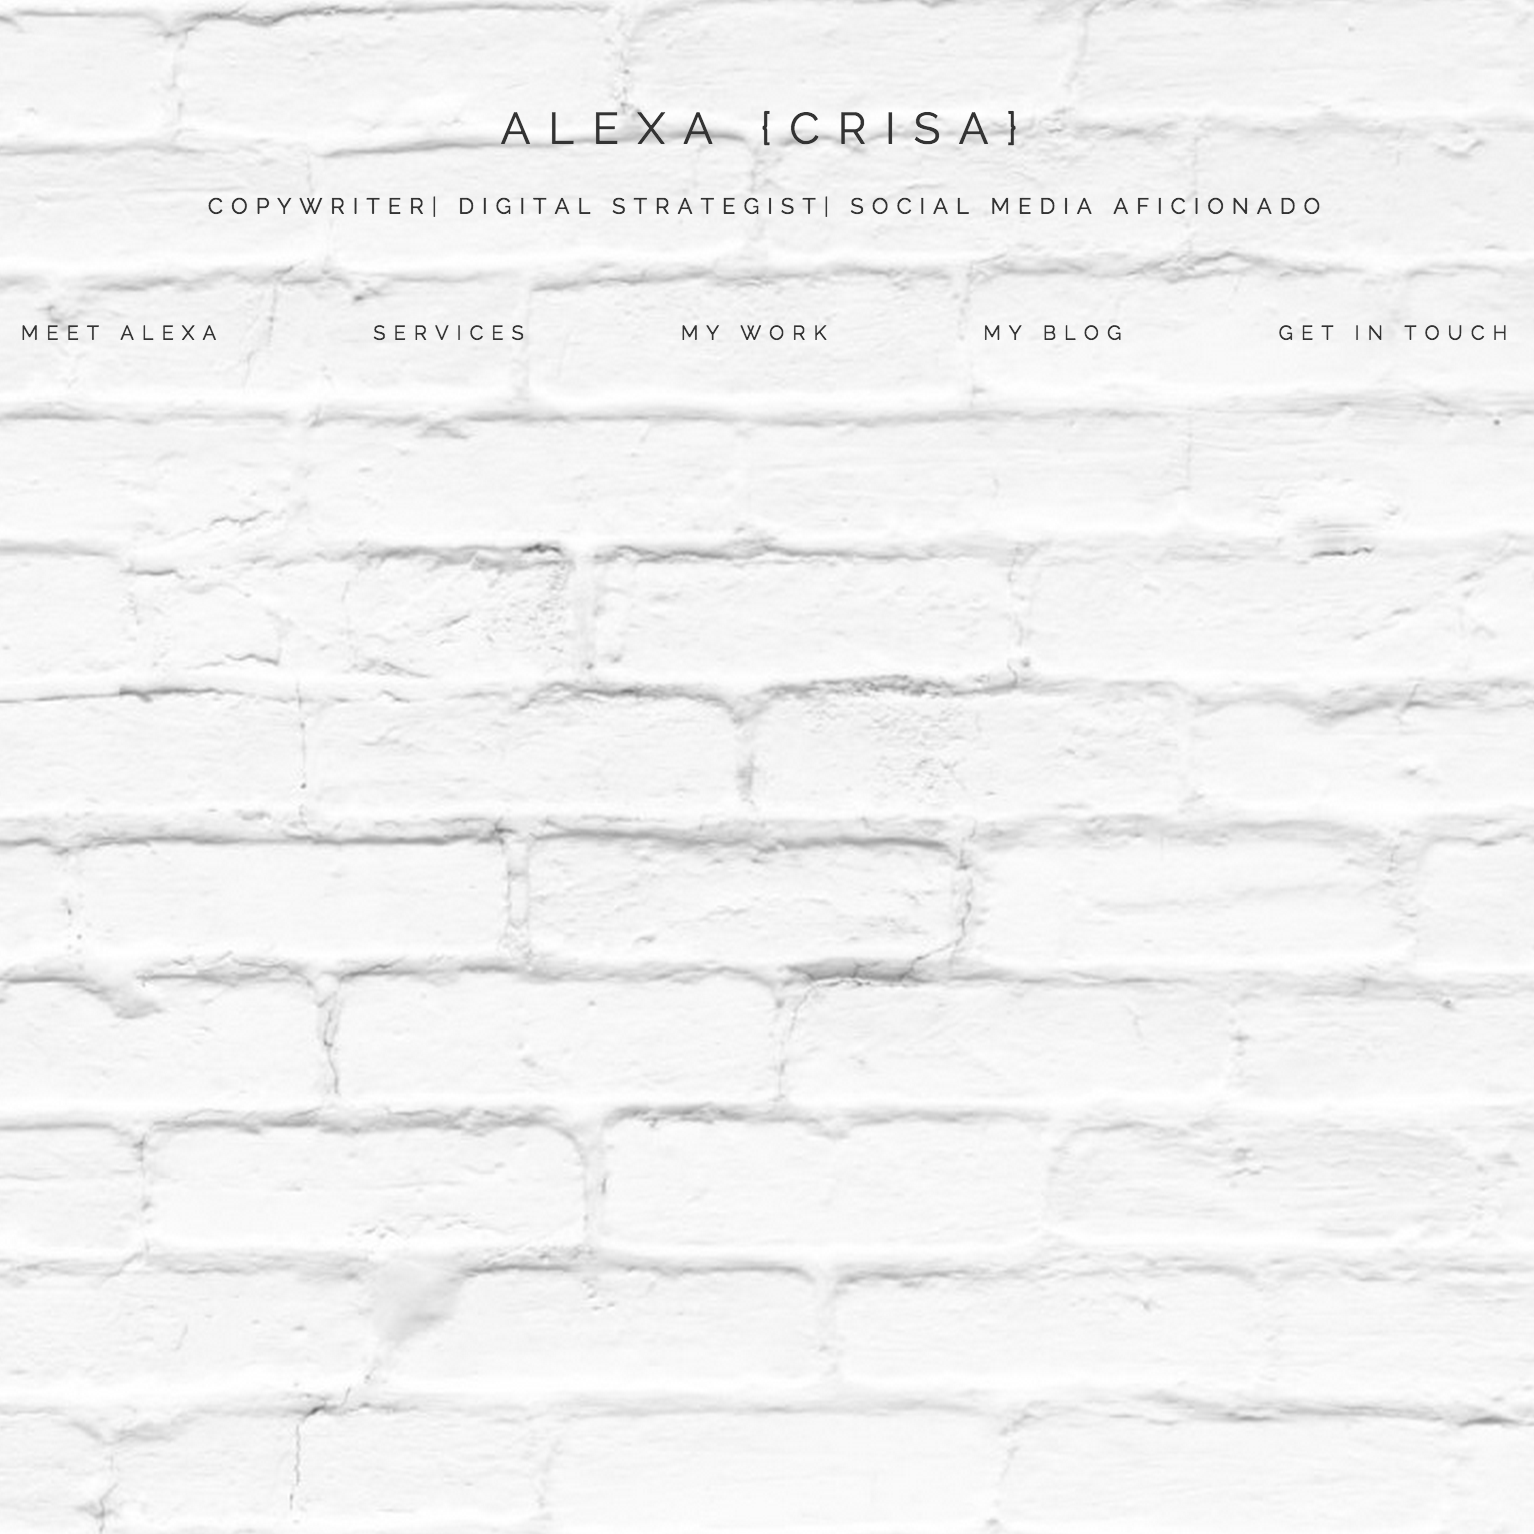 ALEXA {CRISA}
COPYWRITER| DIGITAL STRATEGIST| SOCIAL MEDIA AFICIONADO
MEET ALEXA SERVICES MY WORK MY BLOG GET IN TOUCH